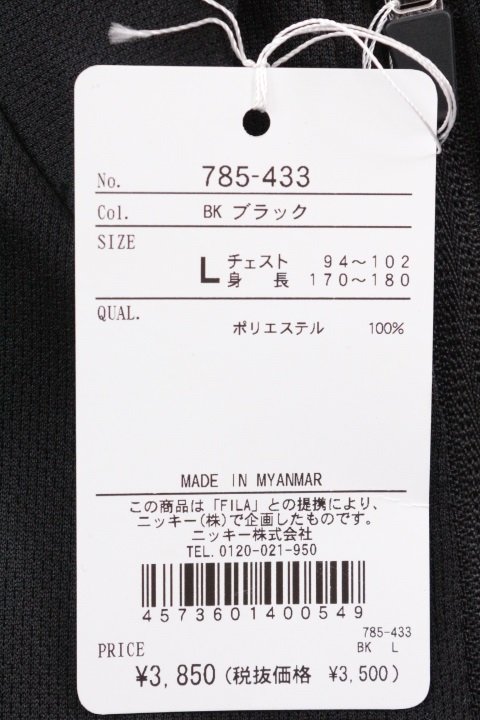 No. 785-433
Col. BK ブラック
SIZE
L チェスト 94～102
身 長 170～180
QUAL.
ポリエステル 100%
MADE IN MYANMAR
この商品は「FILA」との提携により、
ニッキー(株)で企画したものです。
ニッキー株式会社
TEL. 0120-021-950
4573601400549
785-433
BK L
PRICE
¥3,850 (税抜価格 ¥3,500)